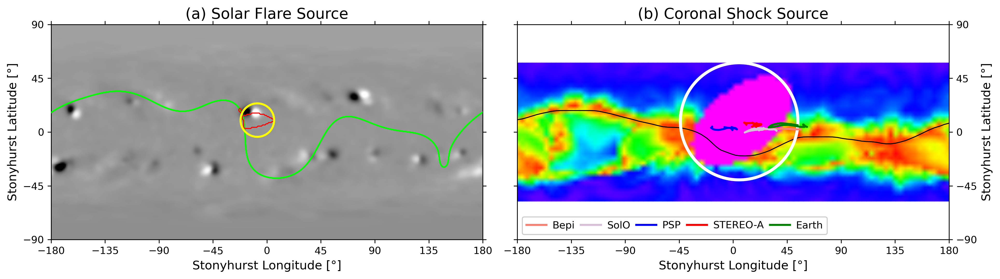 (a) Solar Flare Source
90
45
0
−45
−90
Stonyhurst Latitude [°]
−180 −135 −90 −45 0 45 90 135 180
Stonyhurst Longitude [°]
(b) Coronal Shock Source
90
45
0
−45
−90
Stonyhurst Latitude [°]
Bepi SolO PSP STEREO-A Earth
−180 −135 −90 −45 0 45 90 135 180
Stonyhurst Longitude [°]